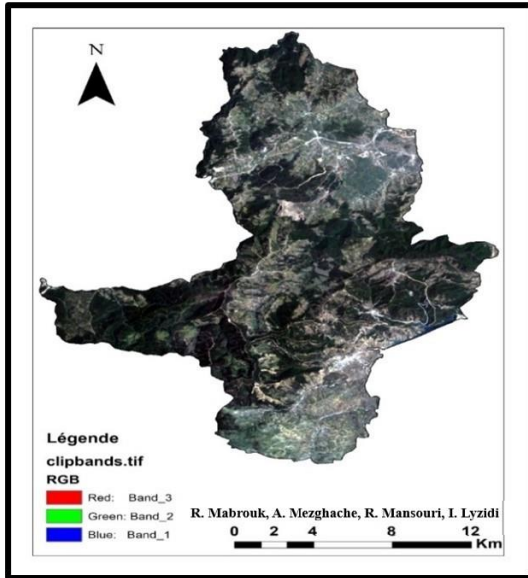 N
Légende
clipbands.tif
RGB
Red: Band_3
Green: Band_2
Blue: Band_1
R. Mabrouk, A. Mezghache, R. Mansouri, I. Lyzidi
0 2 4 8 12
Km